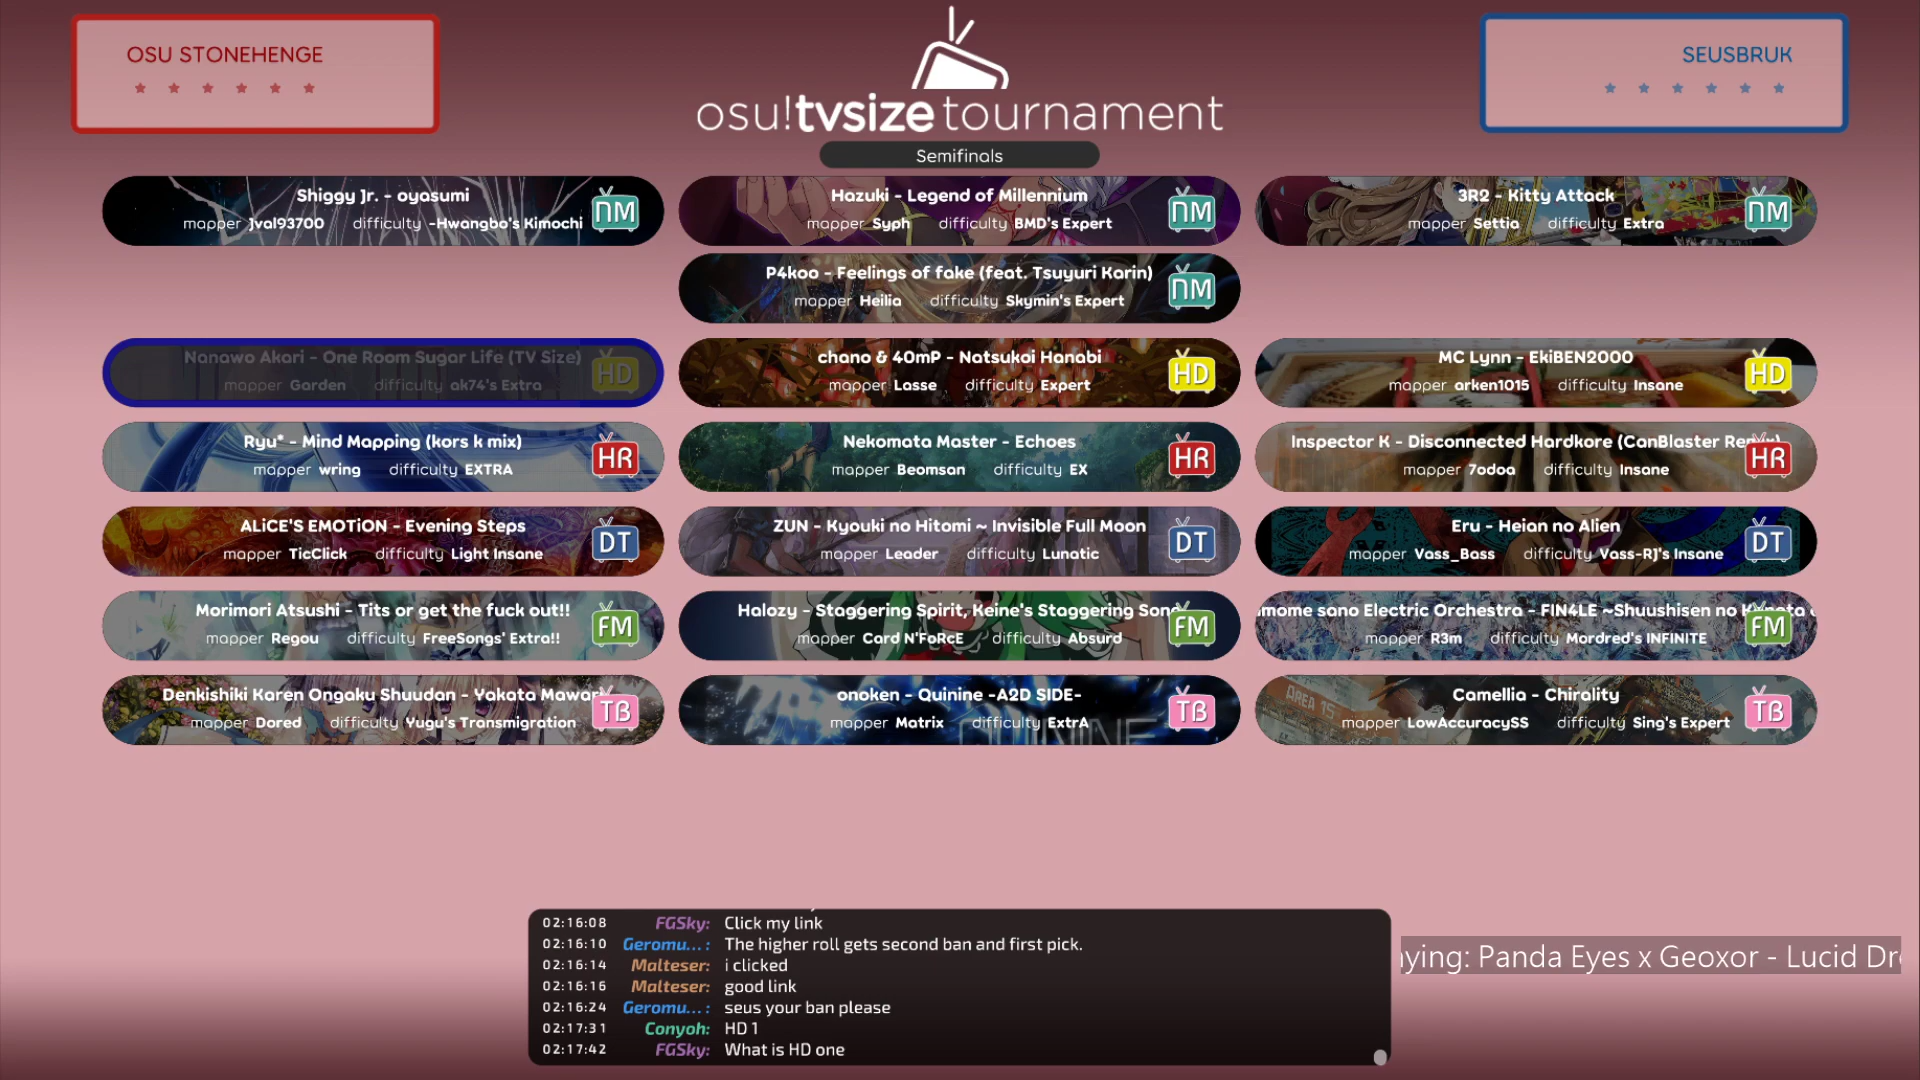 OSU STONEHENGE
SEUSBRUK
osu!tvsize tournament
Semifinals
Shiggy Jr. - oyasumi
mapper Jval93700 difficulty -Hwangbo's Kimochi
NM
Hazuki - Legend of Millennium
mapper Syph difficulty BMD's Expert
NM
3R2 - Kitty Attack
mapper Settia difficulty Extra
NM
P4koo - Feelings of fake (feat. Tsuyuri Karin)
mapper Heilia difficulty Skymin's Expert
NM
Nanawo Akari - One Room Sugar Life (TV Size)
mapper Garden difficulty ak74's Extra
HD
chano & 40mP - Natsukoi Hanabi
mapper Lasse difficulty Expert
HD
MC Lynn - EkiBEN2000
mapper arken1015 difficulty Insane
HD
Ryu* - Mind Mapping (kors k mix)
mapper wring difficulty EXTRA
HR
Nekomata Master - Echoes
mapper Beomsan difficulty EX
HR
Inspector K - Disconnected Hardkore (CanBlaster Remix)
mapper 7odoa difficulty Insane
HR
ALiCE'S EMOTiON - Evening Steps
mapper TicClick difficulty Light Insane
DT
ZUN - Kyouki no Hitomi ~ Invisible Full Moon
mapper Leader difficulty Lunatic
DT
Eru - Heian no Alien
mapper Vass_Bass difficulty Vass-RJ's Insane
DT
Morimori Atsushi - Tits or get the fuck out!!
mapper Regou difficulty FreeSongs' Extra!!
FM
Halozy - Staggering Spirit, Keine's Staggering Song
mapper Card N'FoRcE difficulty Absurd
FM
mome sano Electric Orchestra - FIN4LE ~Shuushisen no Kanata
mapper R3m difficulty Mordred's INFINITE
FM
Denkishiki Karen Ongaku Shuudan - Yakata Mawari
mapper Dored difficulty Yugu's Transmigration
TB
onoken - Quinine -A2D SIDE-
mapper Matrix difficulty ExtrA
TB
Camellia - Chirality
mapper LowAccuracySS difficulty Sing's Expert
TB
02:16:08 FGSky: Click my link
02:16:10 Geromu...: The higher roll gets second ban and first pick.
02:16:14 Malteser: i clicked
02:16:16 Malteser: good link
02:16:24 Geromu...: seus your ban please
02:17:31 Conyoh: HD 1
02:17:42 FGSky: What is HD one
aying: Panda Eyes x Geoxor - Lucid Dr